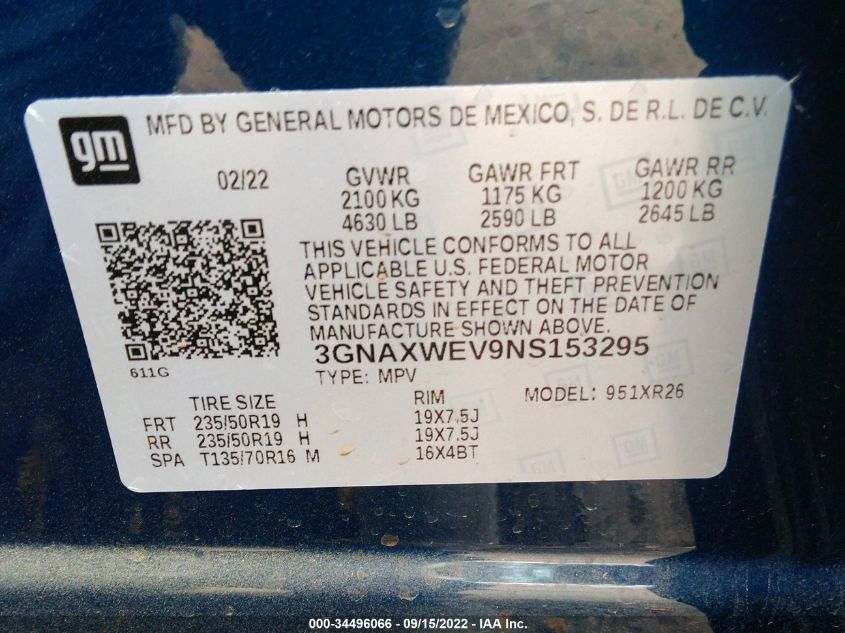 gm MFD BY GENERAL MOTORS DE MEXICO, S. DE R.L. DE C.V.
02/22 GVWR GAWR FRT GAWR RR
2100 KG 1175 KG 1200 KG
4630 LB 2590 LB 2645 LB
THIS VEHICLE CONFORMS TO ALL
APPLICABLE U.S. FEDERAL MOTOR
VEHICLE SAFETY AND THEFT PREVENTION
STANDARDS IN EFFECT ON THE DATE OF
MANUFACTURE SHOWN ABOVE.
3GNAXWEV9NS153295
611G TYPE: MPV MODEL: 951XR26
TIRE SIZE RIM
FRT 235/50R19 H 19X7.5J
RR 235/50R19 H 19X7.5J
SPA T135/70R16 M 16X4BT
000-34496066 - 09/15/2022 - IAA Inc.